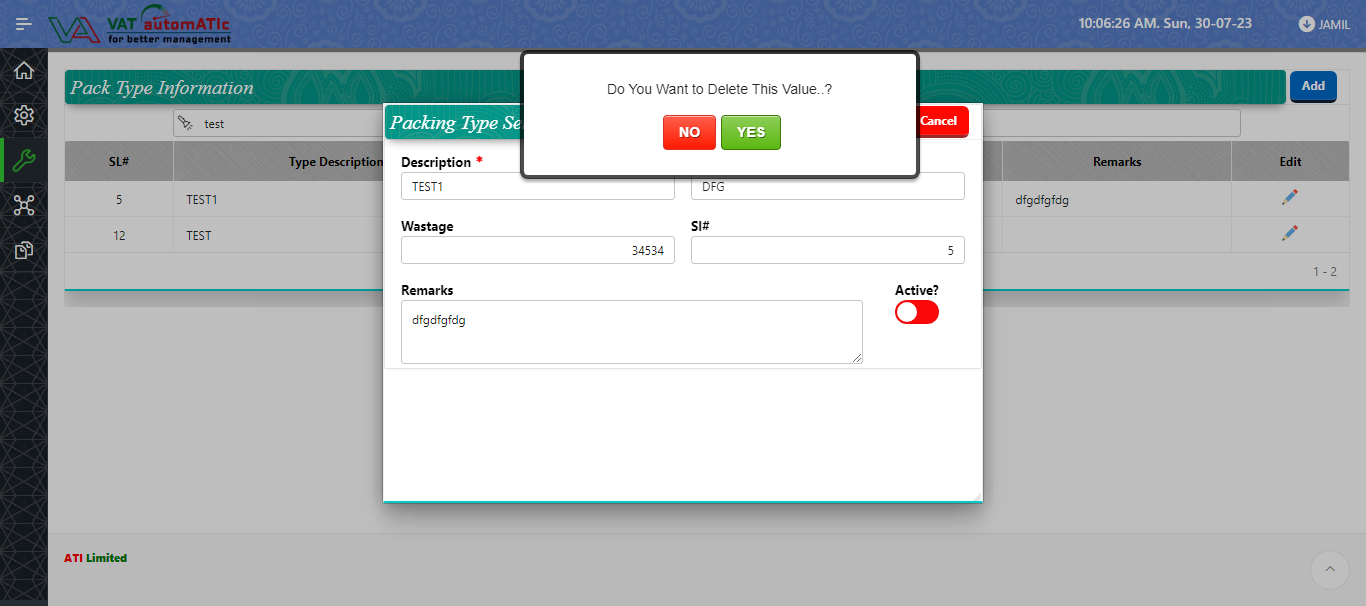 VAT automATIc
for better management
10:06:26 AM. Sun, 30-07-23
JAMIL
Pack Type Information
Add
Do You Want to Delete This Value..?
NO
YES
test
Packing Type Se
Cancel
SL#
Type Description
Remarks
Edit
Description *
5
TEST1
TEST1
DFG
dfgdfgfdg
12
TEST
Wastage
Sl#
34534
5
1 - 2
Remarks
Active?
dfgdfgfdg
ATI Limited